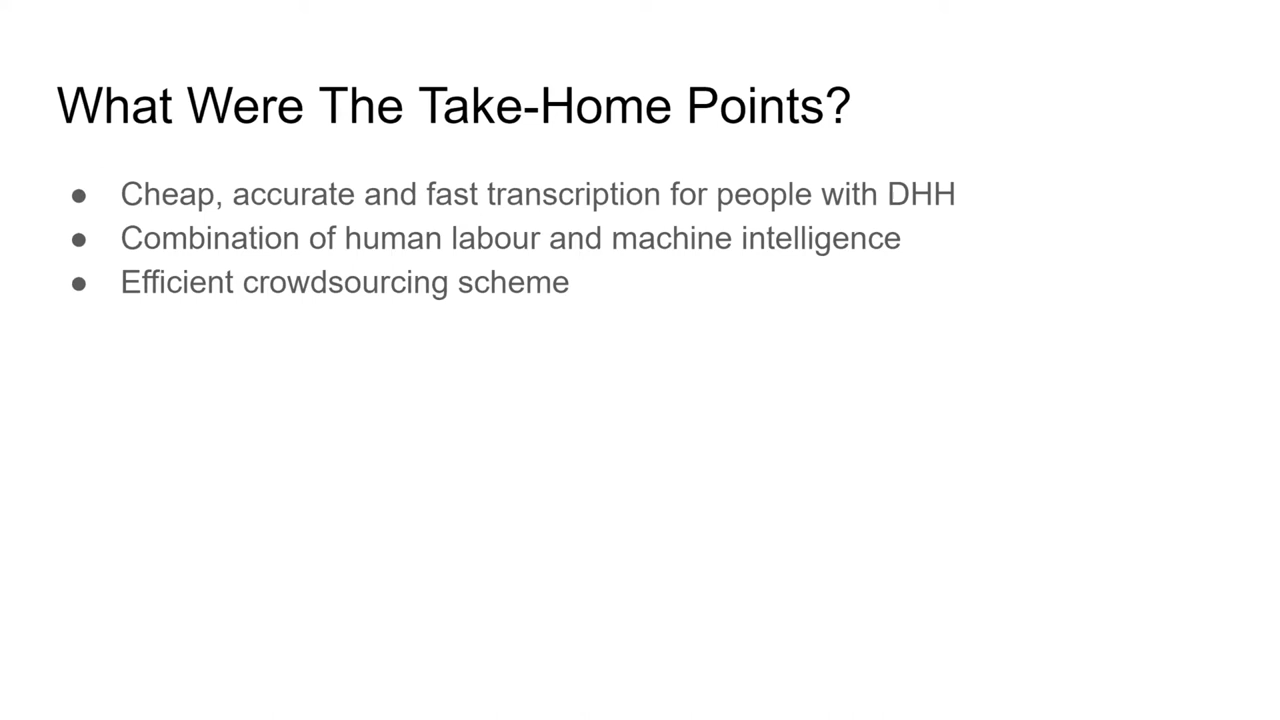 What Were The Take-Home Points?
● Cheap, accurate and fast transcription for people with DHH
● Combination of human labour and machine intelligence
● Efficient crowdsourcing scheme